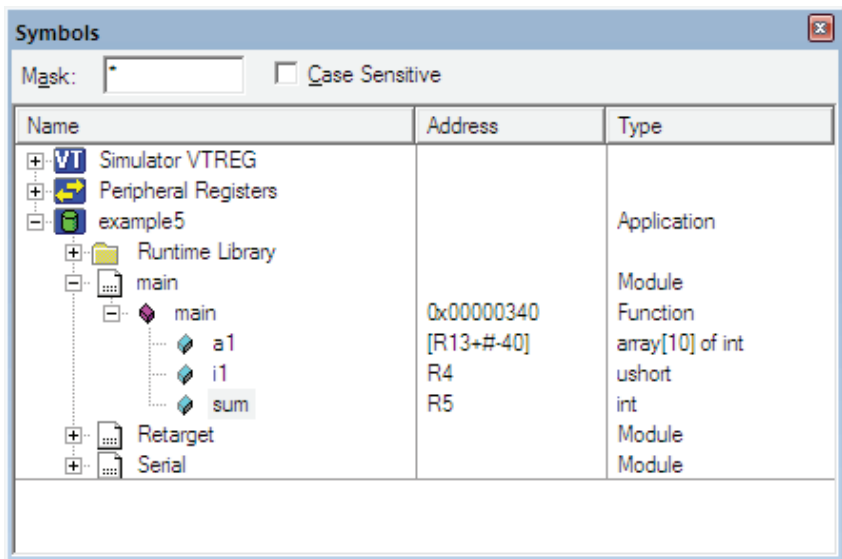 Symbols
Mask: * Case Sensitive
Name Address Type
VT Simulator VTREG
Peripheral Registers
example5 Application
Runtime Library
main Module
main 0x00000340 Function
a1 [R13+#-40] array[10] of int
i1 R4 ushort
sum R5 int
Retarget Module
Serial Module